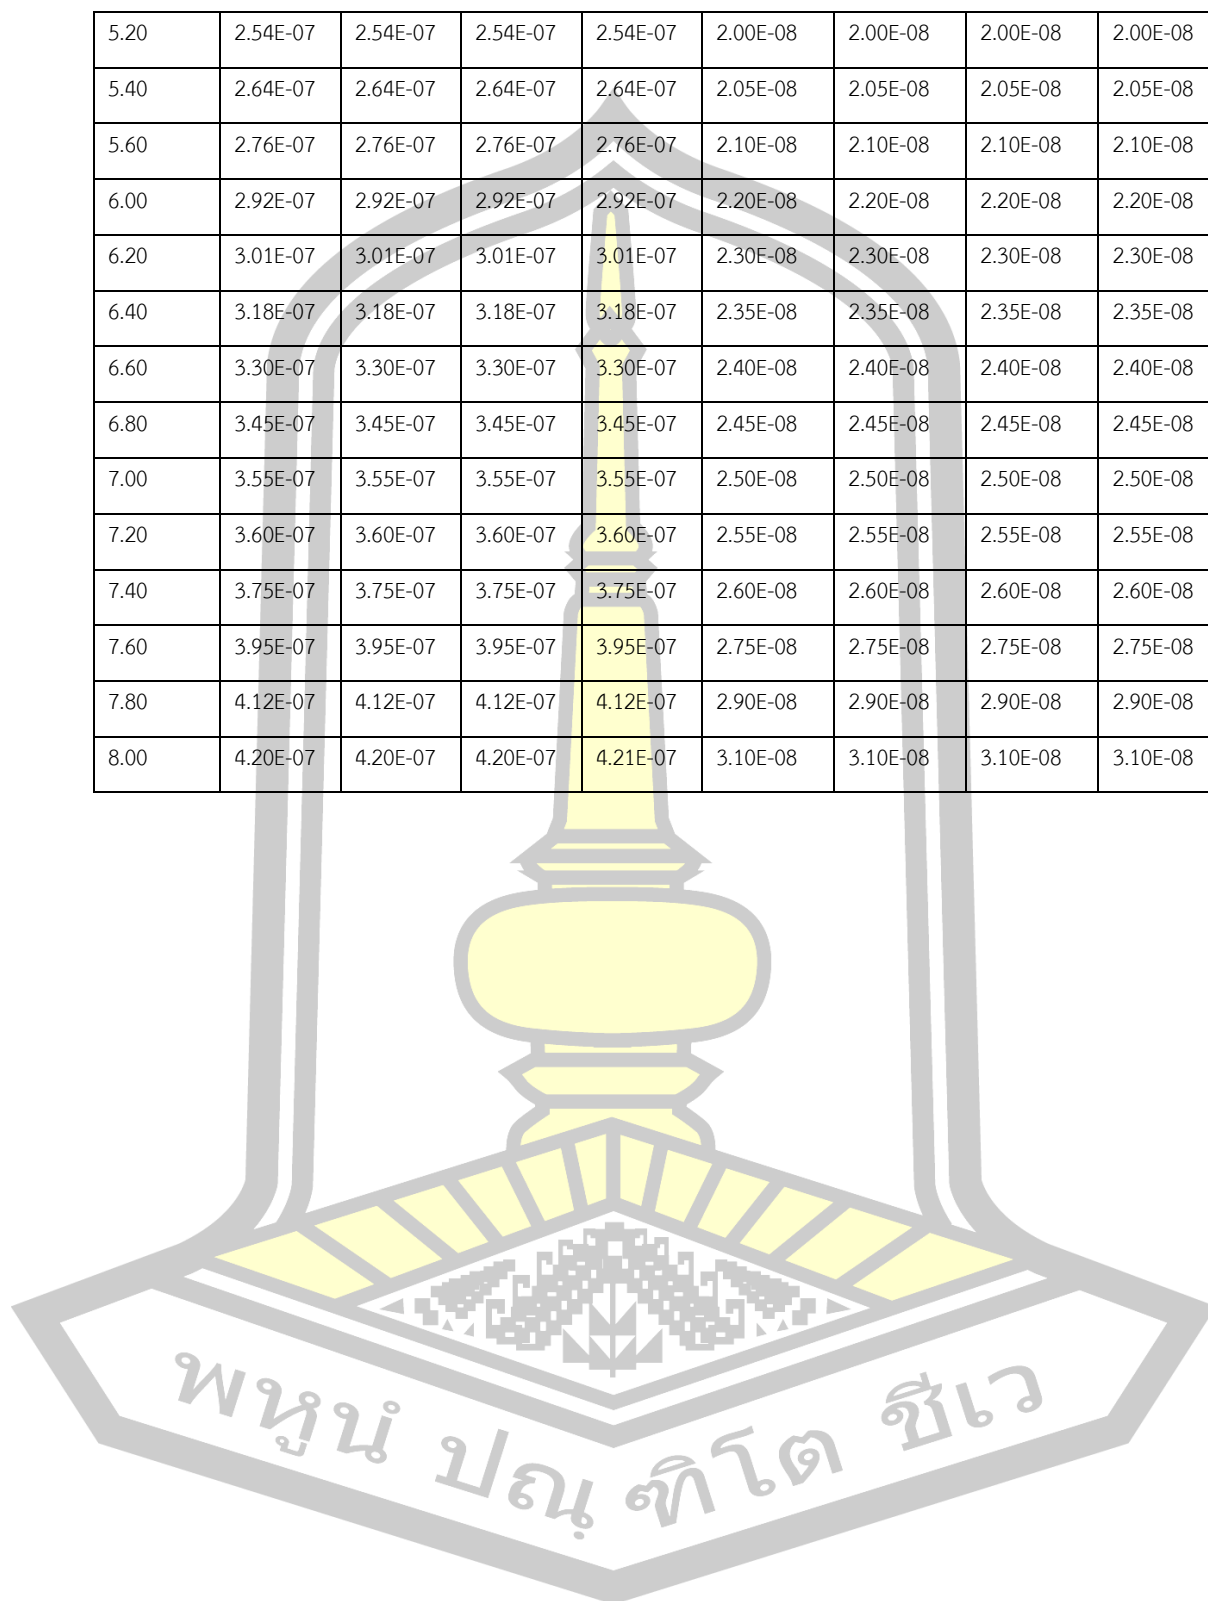 5.20 2.54E-07 2.54E-07 2.54E-07 2.54E-07 2.00E-08 2.00E-08 2.00E-08 2.00E-08
5.40 2.64E-07 2.64E-07 2.64E-07 2.64E-07 2.05E-08 2.05E-08 2.05E-08 2.05E-08
5.60 2.76E-07 2.76E-07 2.76E-07 2.76E-07 2.10E-08 2.10E-08 2.10E-08 2.10E-08
6.00 2.92E-07 2.92E-07 2.92E-07 2.92E-07 2.20E-08 2.20E-08 2.20E-08 2.20E-08
6.20 3.01E-07 3.01E-07 3.01E-07 3.01E-07 2.30E-08 2.30E-08 2.30E-08 2.30E-08
6.40 3.18E-07 3.18E-07 3.18E-07 3.18E-07 2.35E-08 2.35E-08 2.35E-08 2.35E-08
6.60 3.30E-07 3.30E-07 3.30E-07 3.30E-07 2.40E-08 2.40E-08 2.40E-08 2.40E-08
6.80 3.45E-07 3.45E-07 3.45E-07 3.45E-07 2.45E-08 2.45E-08 2.45E-08 2.45E-08
7.00 3.55E-07 3.55E-07 3.55E-07 3.55E-07 2.50E-08 2.50E-08 2.50E-08 2.50E-08
7.20 3.60E-07 3.60E-07 3.60E-07 3.60E-07 2.55E-08 2.55E-08 2.55E-08 2.55E-08
7.40 3.75E-07 3.75E-07 3.75E-07 3.75E-07 2.60E-08 2.60E-08 2.60E-08 2.60E-08
7.60 3.95E-07 3.95E-07 3.95E-07 3.95E-07 2.75E-08 2.75E-08 2.75E-08 2.75E-08
7.80 4.12E-07 4.12E-07 4.12E-07 4.12E-07 2.90E-08 2.90E-08 2.90E-08 2.90E-08
8.00 4.20E-07 4.20E-07 4.20E-07 4.21E-07 3.10E-08 3.10E-08 3.10E-08 3.10E-08
พหูนํ ปณฺฑิโต ชีเว